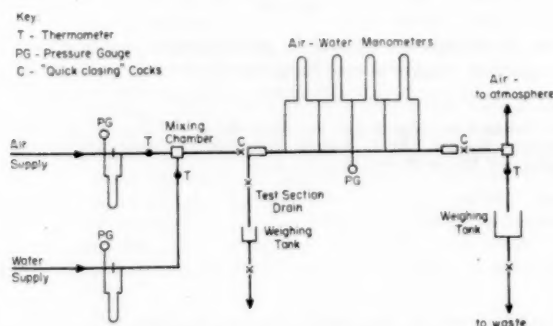 Key
T - Thermometer
PG - Pressure Gauge
C - "Quick closing" Cocks
Air - Water Manometers
Air -
to atmosphere
PG
T
Mixing
Chamber
C
C
Air
Supply
T
PG
T
Test Section
Drain
Weighing
Tank
Weighing
Tank
PG
Water
Supply
to waste